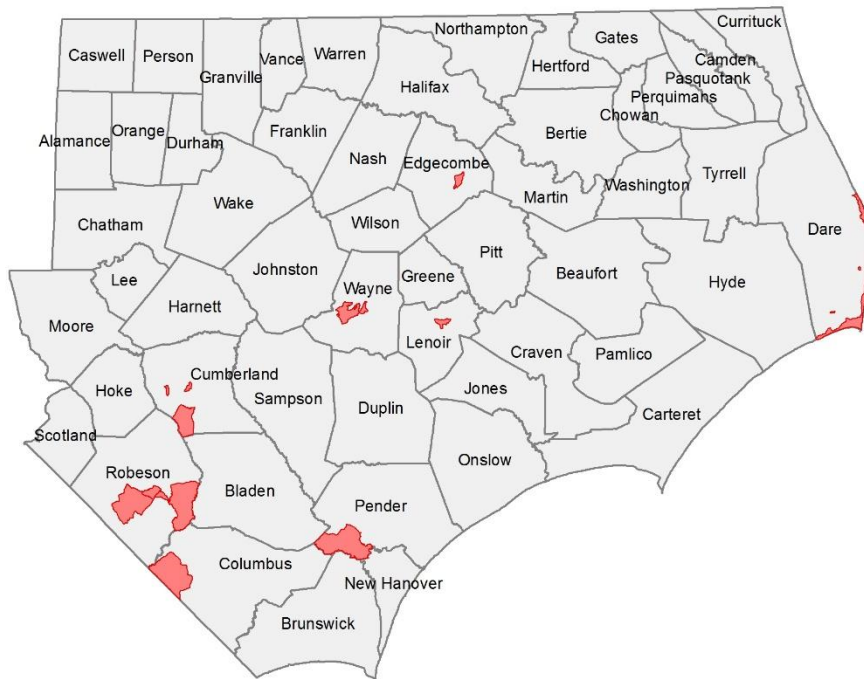 Currituck
Northampton
Gates
Caswell
Person
Vance
Warren
Camden
Hertford
Granville
Pasquotank
Halifax
Perquimans
Chowan
Orange
Franklin
Bertie
Alamance
Durham
Nash
Edgecombe
Tyrrell
Washington
Martin
Wake
Chatham
Wilson
Dare
Pitt
Johnston
Greene
Beaufort
Lee
Hyde
Wayne
Harnett
Moore
Lenoir
Craven
Pamlico
Cumberland
Jones
Hoke
Sampson
Duplin
Carteret
Scotland
Onslow
Robeson
Bladen
Pender
Columbus
New Hanover
Brunswick